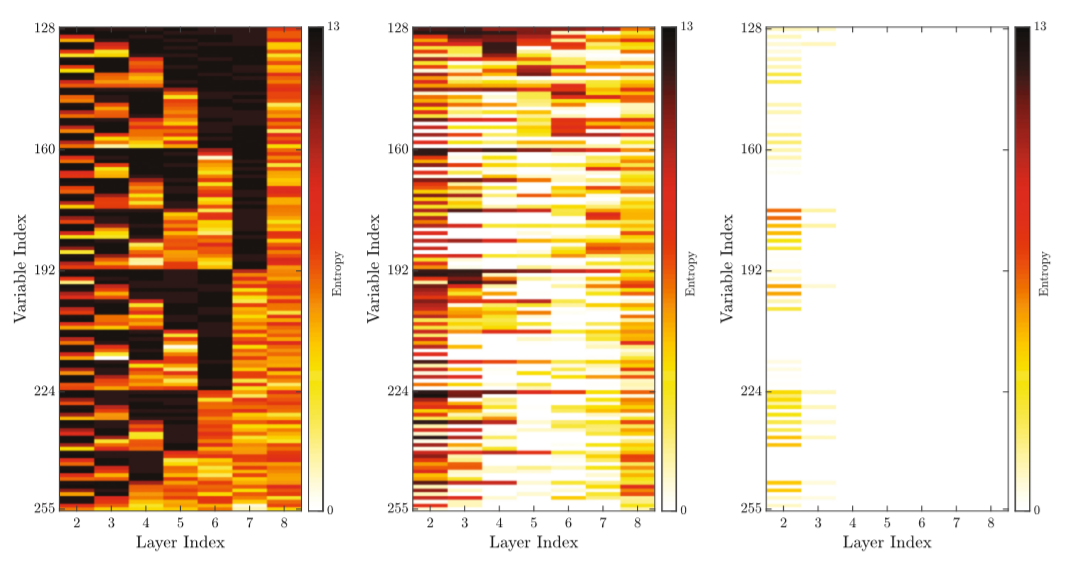 128
160
192
224
255
Variable Index
2 3 4 5 6 7 8
Layer Index
13
0
Entropy
128
160
192
224
255
Variable Index
2 3 4 5 6 7 8
Layer Index
13
0
Entropy
128
160
192
224
255
Variable Index
2 3 4 5 6 7 8
Layer Index
13
0
Entropy